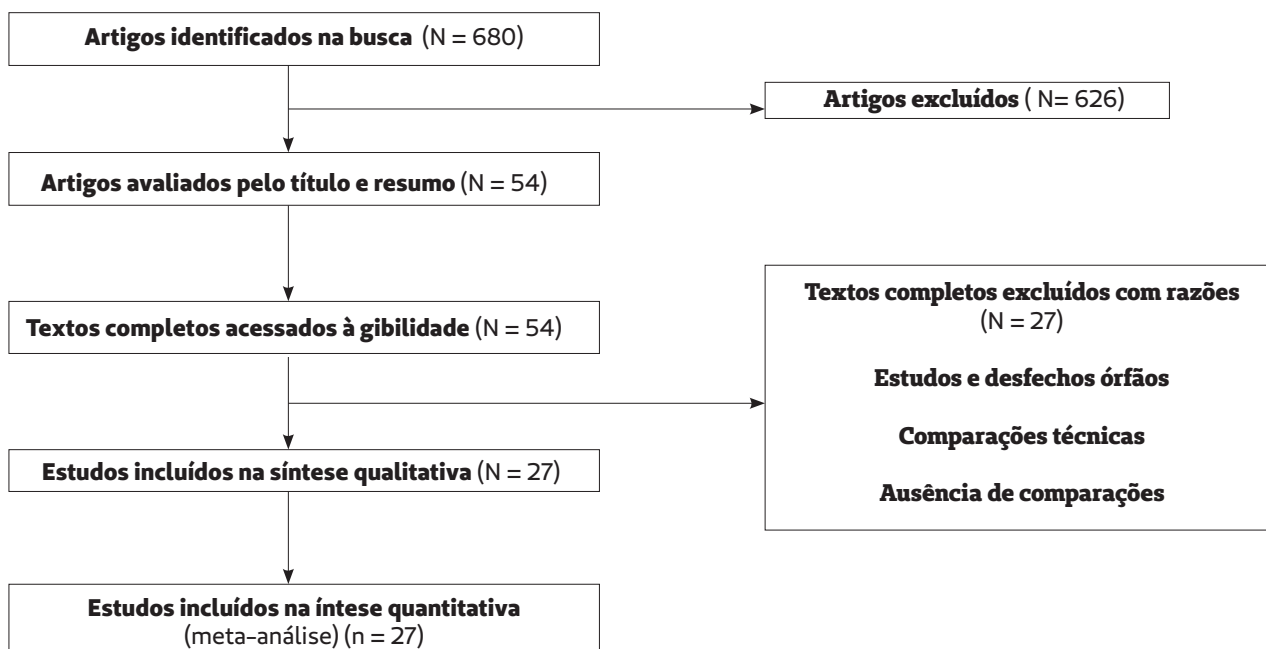 Artigos identificados na busca (N = 680)
Artigos excluídos ( N= 626)
Artigos avaliados pelo título e resumo (N = 54)
Textos completos acessados à gibilidade (N = 54)
Textos completos excluídos com razões
(N = 27)
Estudos e desfechos órfãos
Comparações técnicas
Ausência de comparações
Estudos incluídos na síntese qualitativa (N = 27)
Estudos incluídos na íntese quantitativa
(meta-análise) (n = 27)